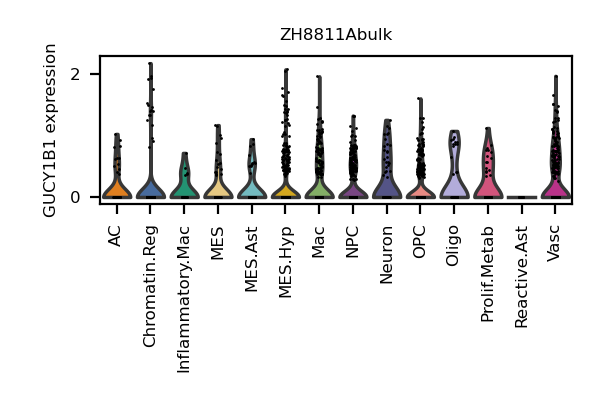 ZH8811Abulk
GUCY1B1 expression
2
0
AC
Chromatin.Reg
Inflammatory.Mac
MES
MES.Ast
MES.Hyp
Mac
NPC
Neuron
OPC
Oligo
Prolif.Metab
Reactive.Ast
Vasc